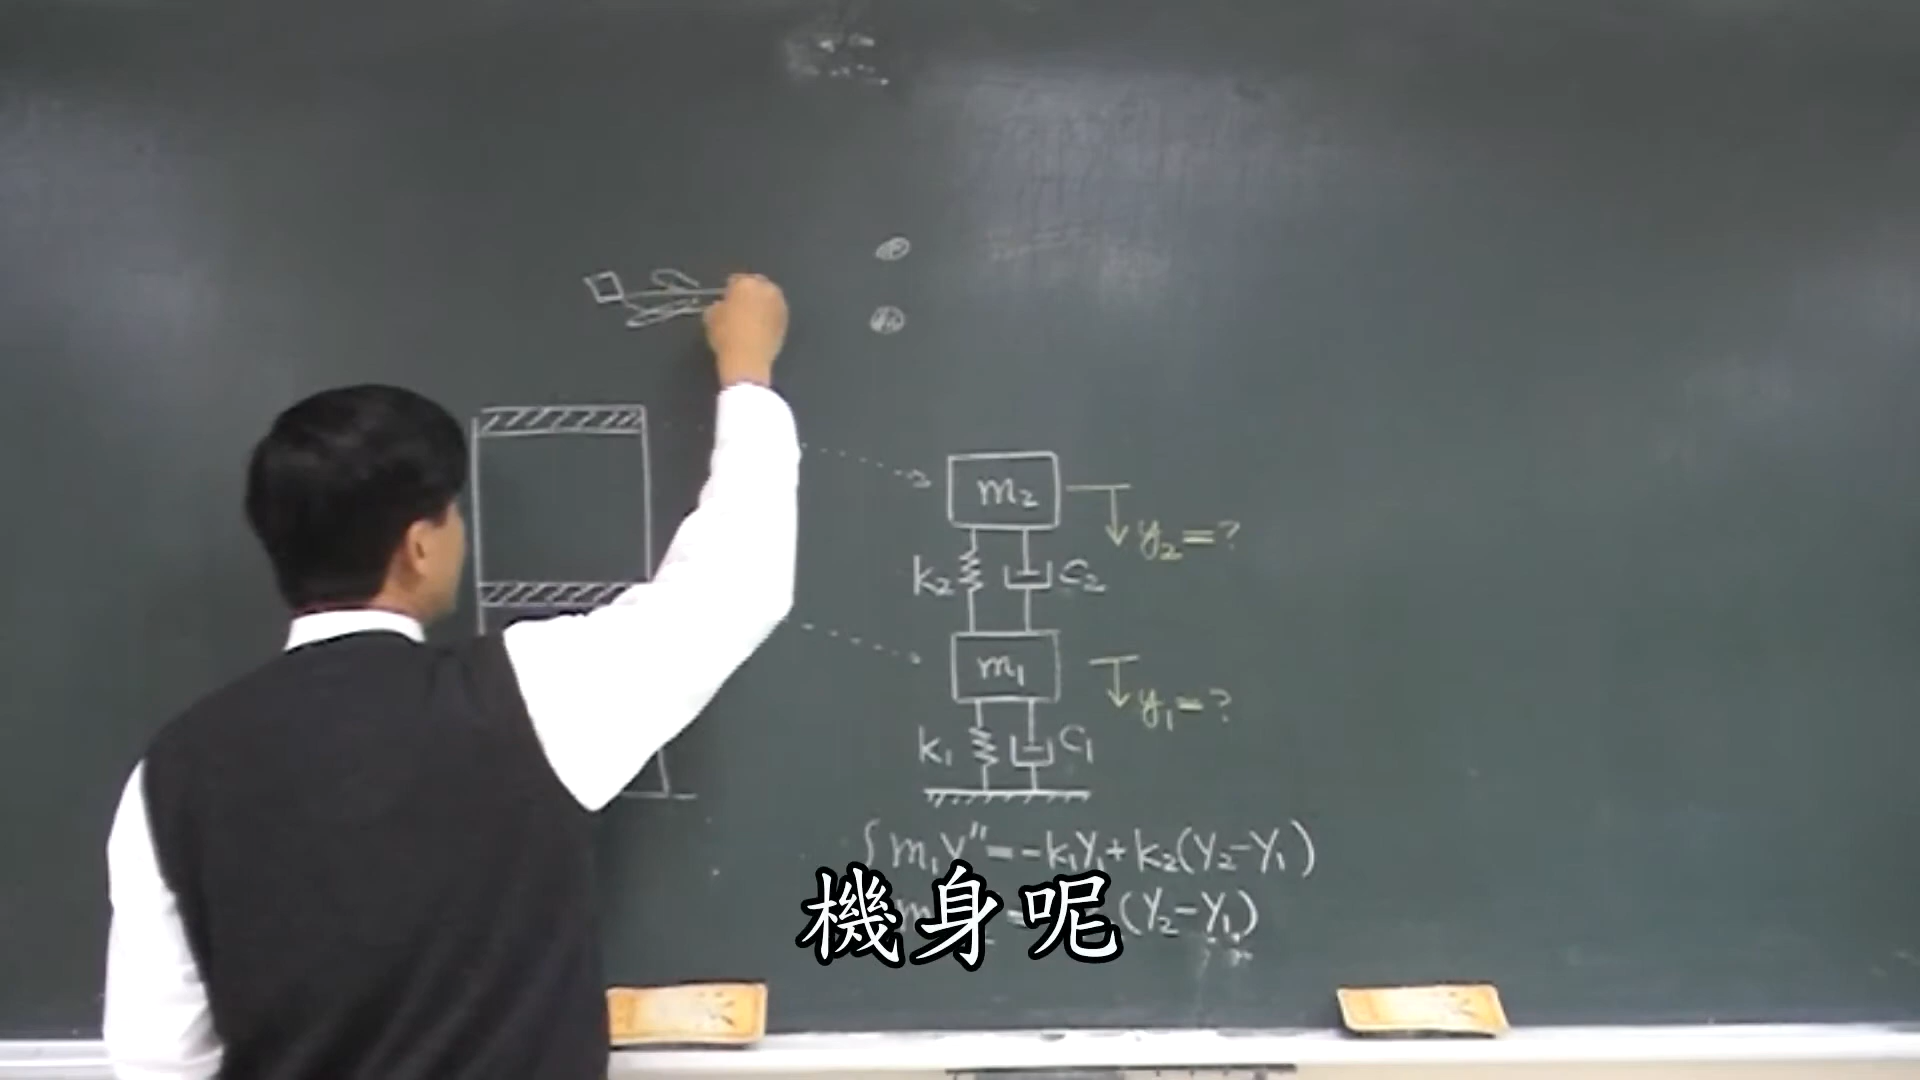 m₂
y₂=?
k₂
c₂
m₁
y₁=?
k₁
c₁
m₁y″=-k₁y₁+k₂(y₂-y₁)
(y₂-y₁)
機身呢